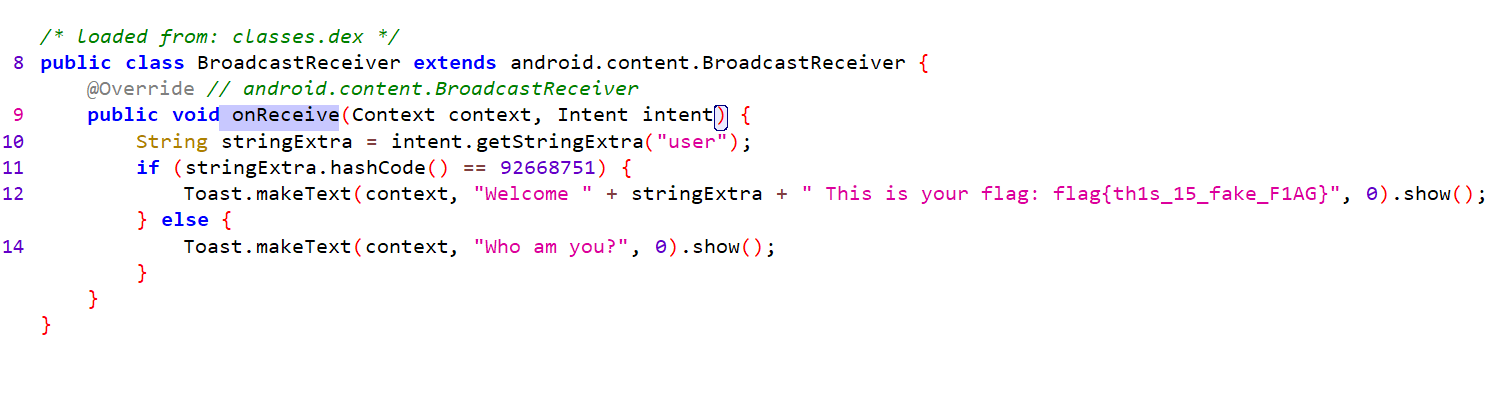 /* loaded from: classes.dex */
8 public class BroadcastReceiver extends android.content.BroadcastReceiver {
@Override // android.content.BroadcastReceiver
9 public void onReceive(Context context, Intent intent) {
10 String stringExtra = intent.getStringExtra("user");
11 if (stringExtra.hashCode() == 92668751) {
12 Toast.makeText(context, "Welcome " + stringExtra + " This is your flag: flag{th1s_15_fake_F1AG}", 0).show();
} else {
14 Toast.makeText(context, "Who am you?", 0).show();
}
}
}